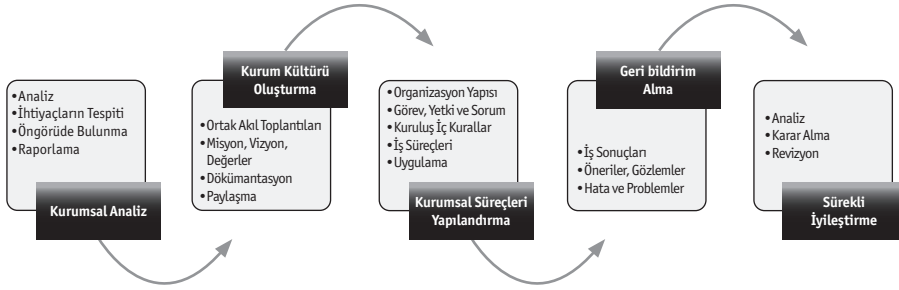 •Analiz
•İhtiyaçların Tespiti
•Öngörüde Bulunma
•Raporlama
Kurumsal Analiz
Kurum Kültürü
Oluşturma
•Ortak Akıl Toplantıları
•Misyon, Vizyon,
Değerler
•Dökümantasyon
•Paylaşma
•Organizasyon Yapısı
•Görev, Yetki ve Sorum
•Kuruluş İç Kurallar
•İş Süreçleri
•Uygulama
Kurumsal Süreçleri
Yapılandırma
Geri bildirim
Alma
•İş Sonuçları
•Öneriler, Gözlemler
•Hata ve Problemler
•Analiz
•Karar Alma
•Revizyon
Sürekli
İyileştirme